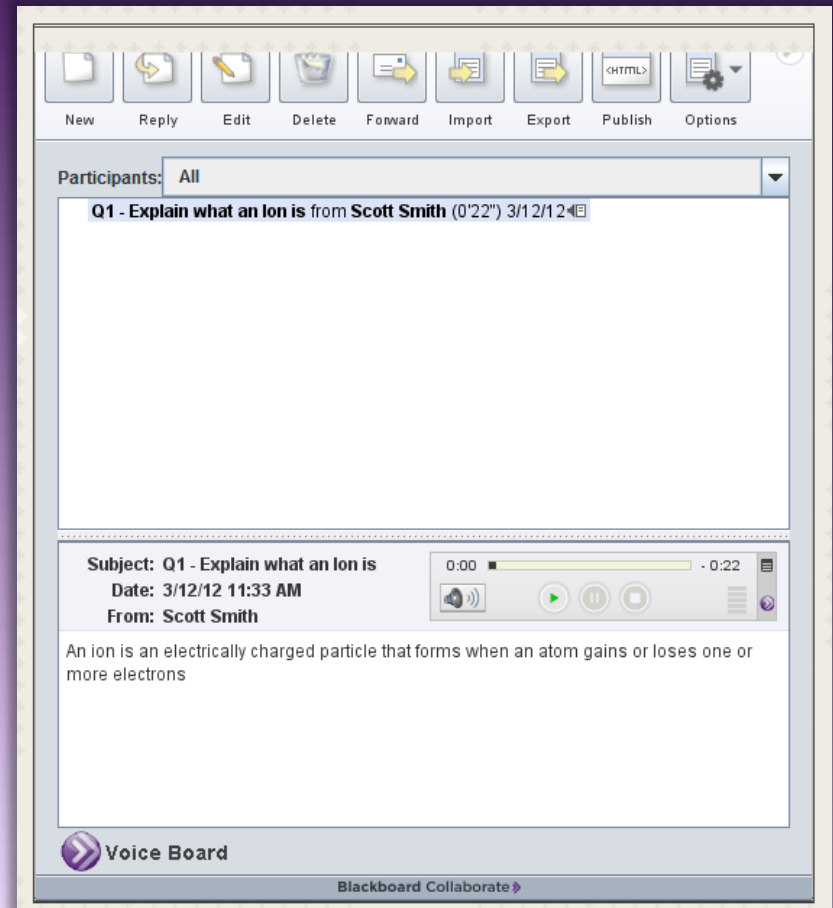 <HTML>
New Reply Edit Delete Forward Import Export Publish Options
Participants: All
Q1 - Explain what an Ion is from Scott Smith (0'22") 3/12/12
Subject: Q1 - Explain what an Ion is
0:00 - 0:22
Date: 3/12/12 11:33 AM
From: Scott Smith
An ion is an electrically charged particle that forms when an atom gains or loses one or
more electrons
Voice Board
Blackboard Collaborate